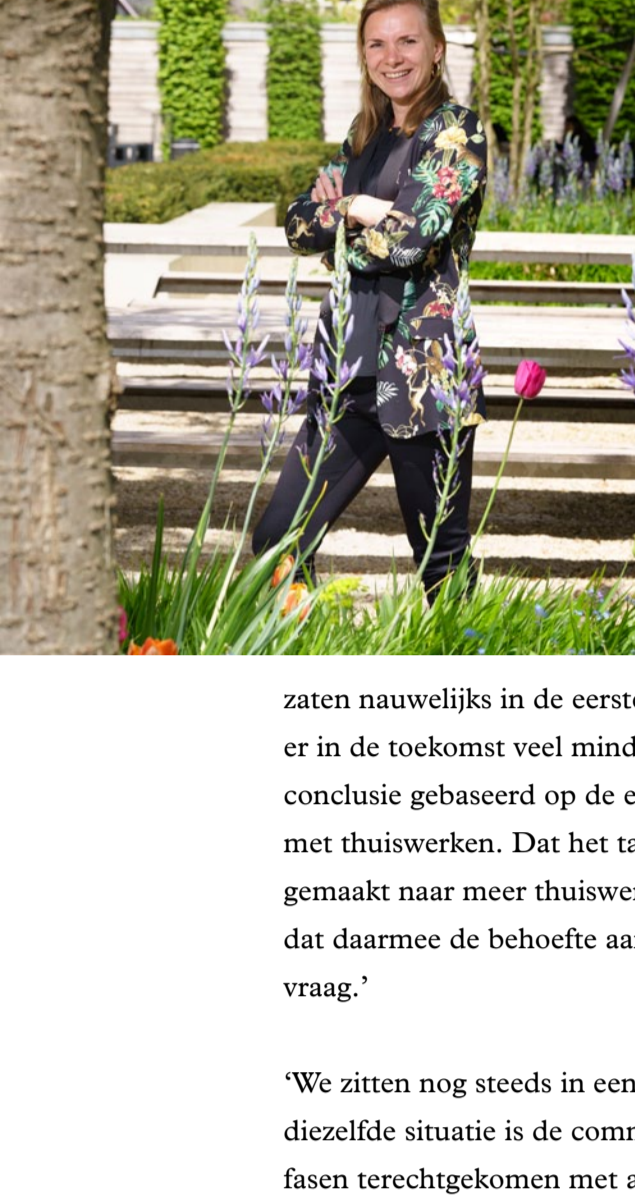 zaten nauwelijks in de
er in de toekomst veel
conclusie gebaseerd op de
met thuiswerken. Dat het
gemaakt naar meer
dat daarmee de behoefte
vraag.’
‘We zitten nog steeds in een
diezelfde situatie is de
fasen terechtgekomen met